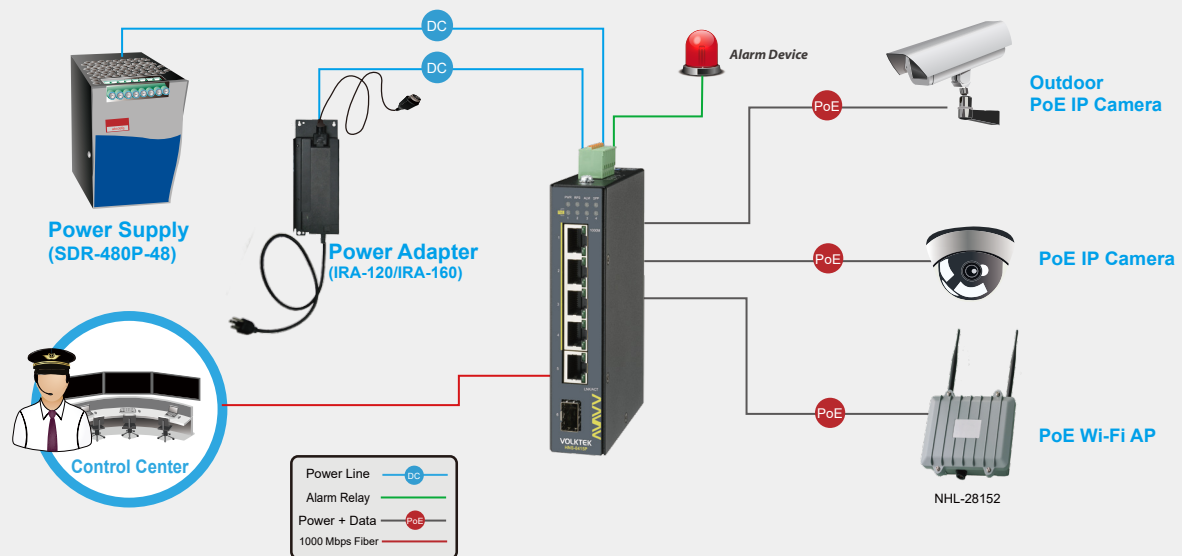 DC
DC
Alarm Device
PoE
Outdoor
PoE IP Camera
Power Supply
(SDR-480P-48)
Power Adapter
(IRA-120/IRA-160)
PoE
PoE IP Camera
VOLKTEK
PoE
PoE Wi-Fi AP
NHL-28152
Control Center
Power Line DC
Alarm Relay
Power + Data PoE
1000 Mbps Fiber